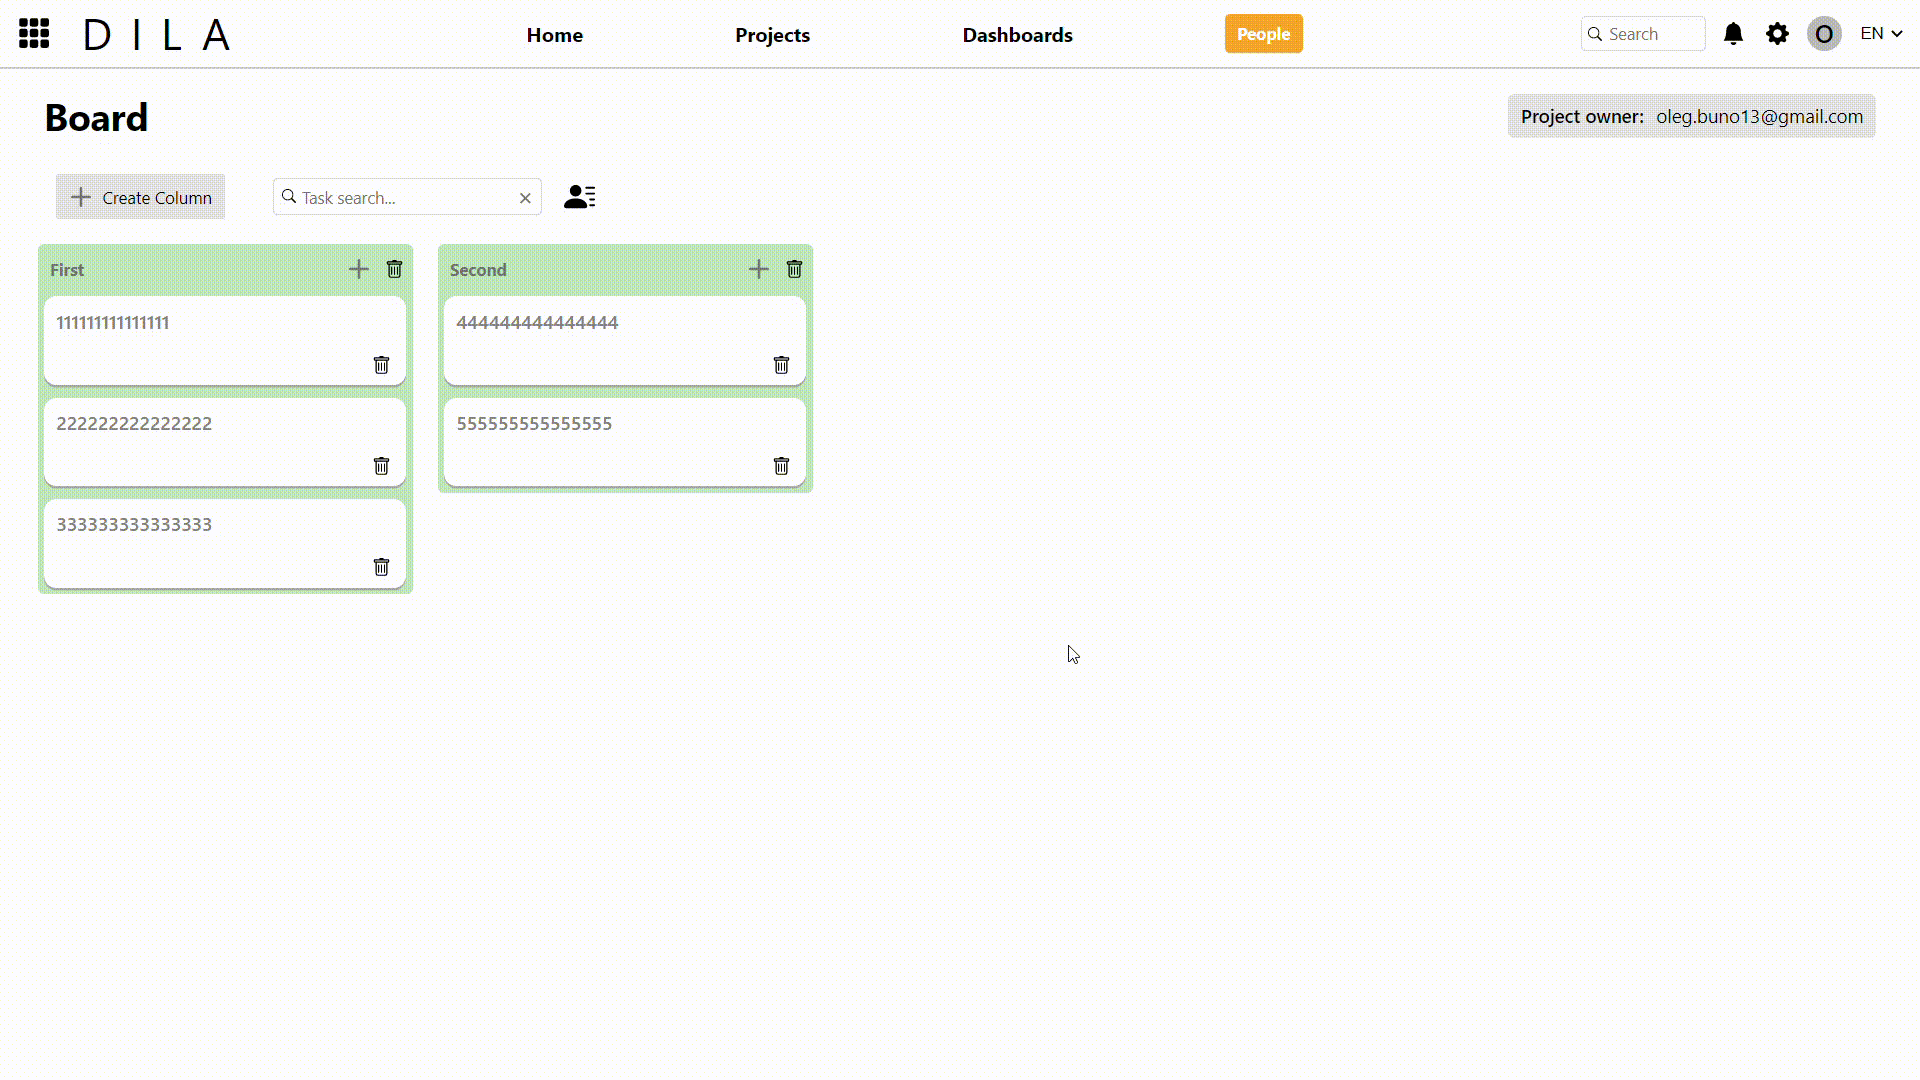 D I L A Home Projects Dashboards People Search O EN
Board
Project owner: oleg.buno13@gmail.com
Create Column Task search...
First
111111111111111
222222222222222
333333333333333
Second
444444444444444
555555555555555